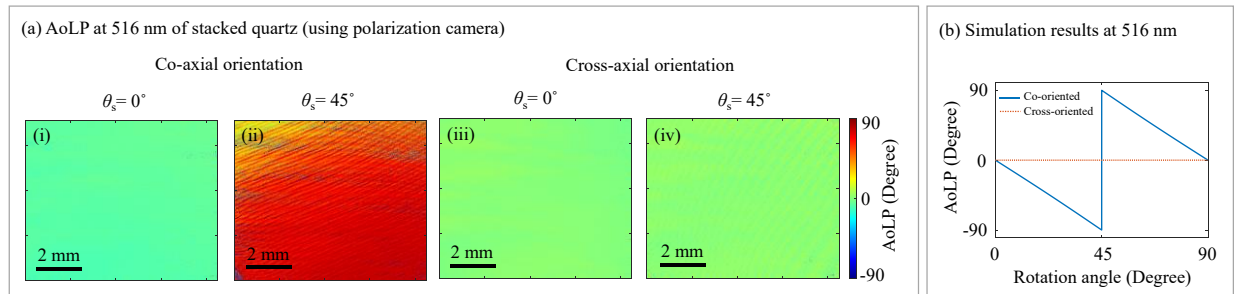 (a) AoLP at 516 nm of stacked quartz (using polarization camera)
Co-axial orientation
Cross-axial orientation
θs= 0°
θs= 45°
θs= 0°
θs= 45°
(i)
(ii)
(iii)
(iv)
2 mm
2 mm
2 mm
2 mm
90
0
-90
AoLP (Degree)
(b) Simulation results at 516 nm
90
0
-90
AoLP (Degree)
Co-oriented
Cross-oriented
0
45
90
Rotation angle (Degree)